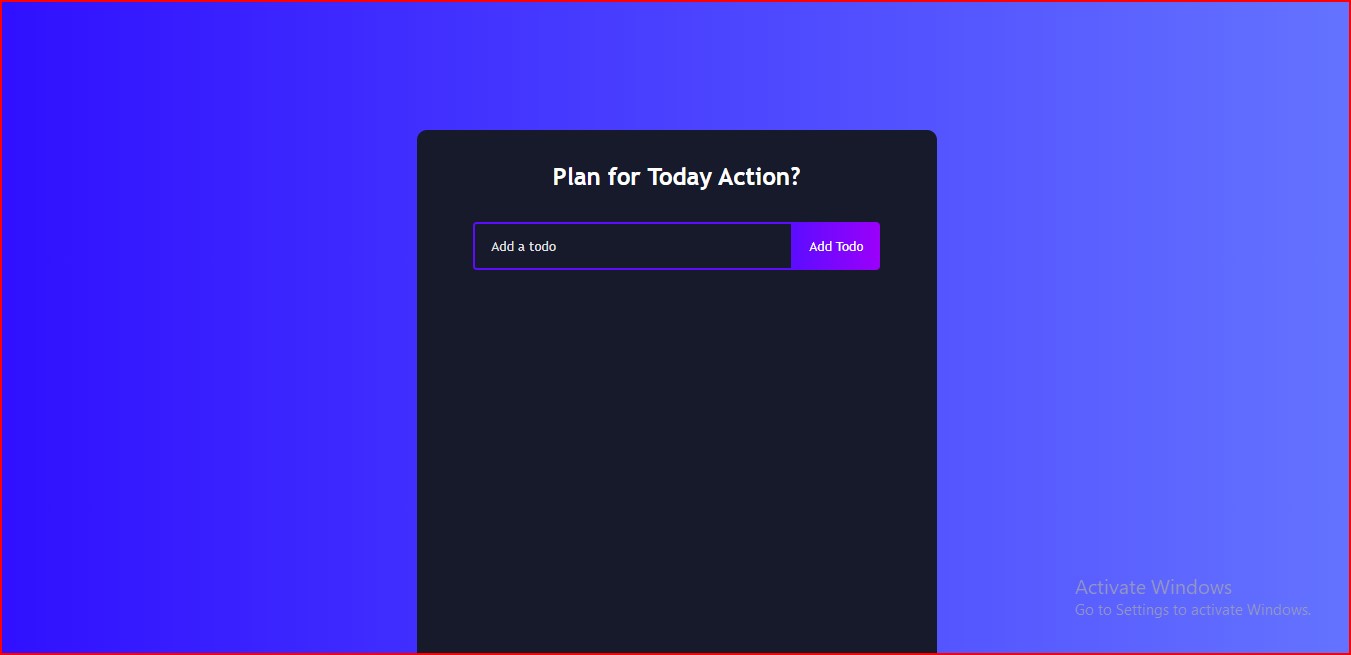 Plan for Today Action?
Add a todo
Add Todo
Activate Windows
Go to Settings to activate Windows.